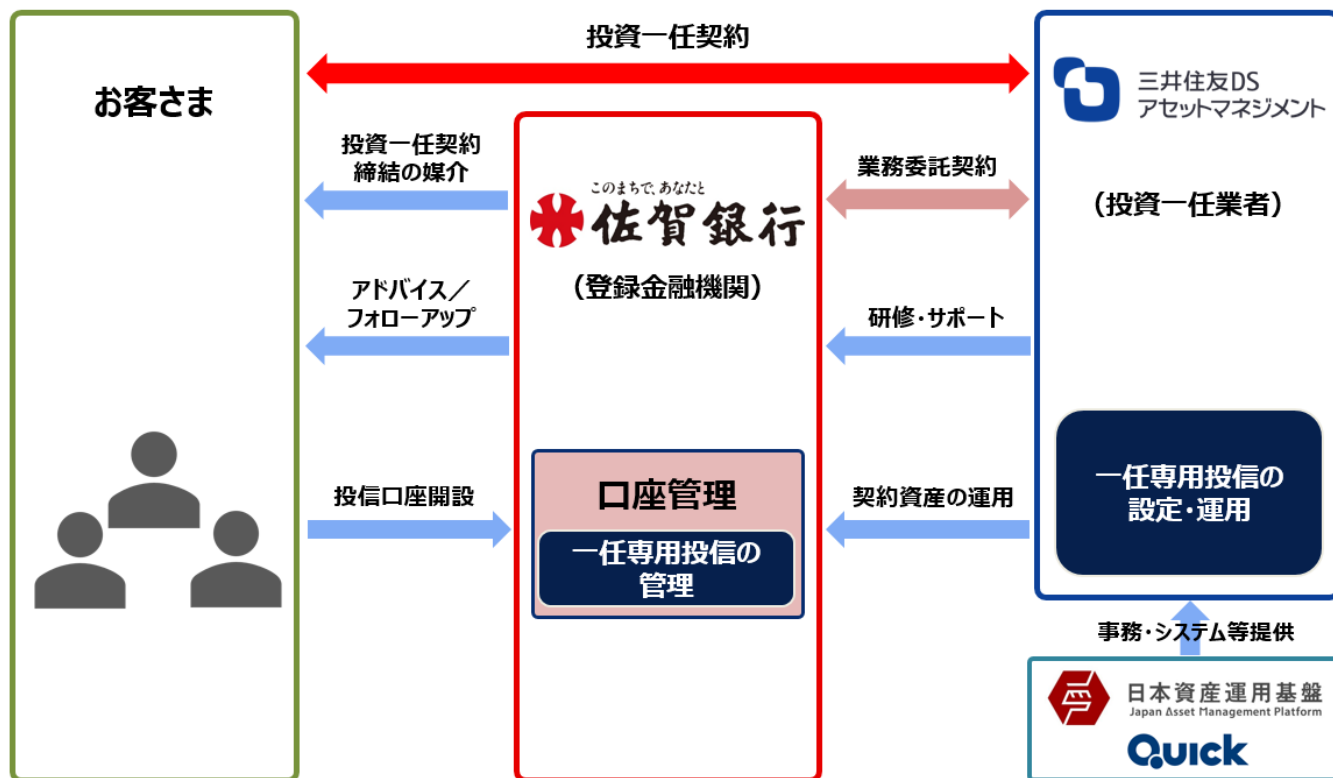 投資一任契約
お客さま
三井住友DS
アセットマネジメント
(投資一任業者)
投資一任契約
締結の媒介
このまちで、あなたと
佐賀銀行
(登録金融機関)
業務委託契約
アドバイス/
フォローアップ
研修・サポート
投信口座開設
口座管理
一任専用投信の
管理
契約資産の運用
一任専用投信の
設定・運用
事務・システム等提供
日本資産運用基盤
Japan Asset Management Platform
QUICK